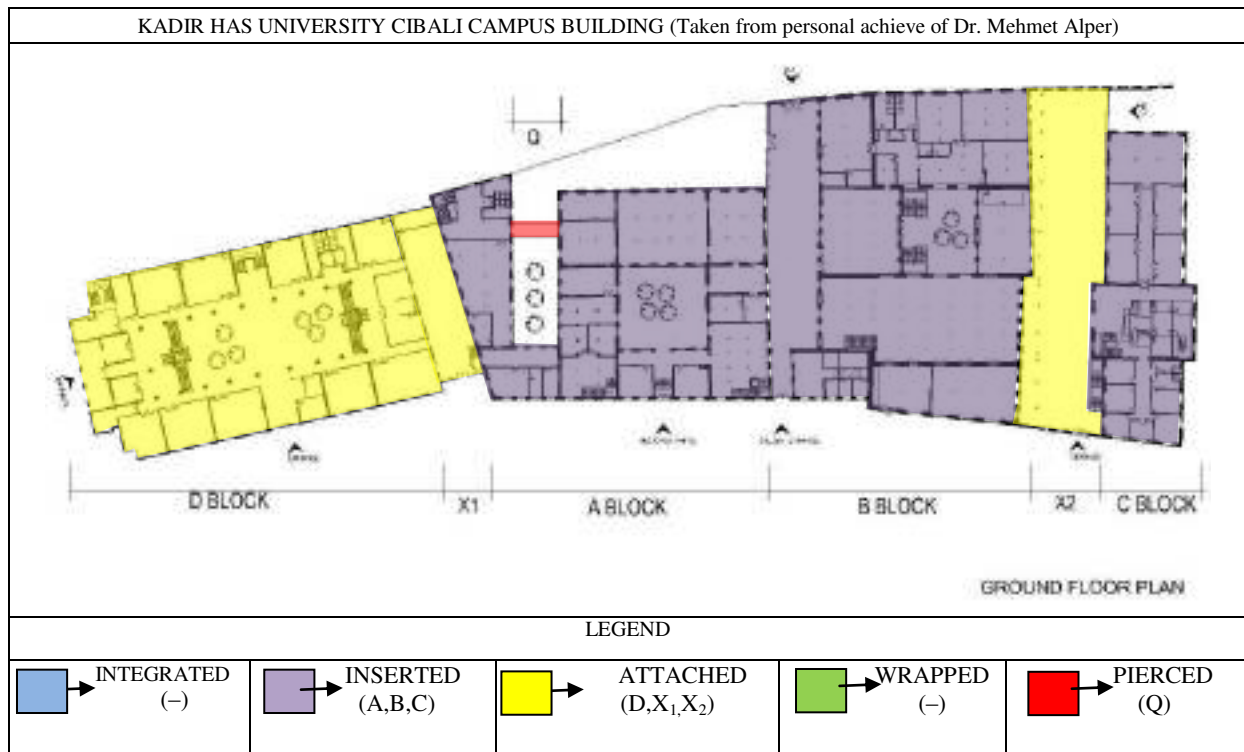 KADIR HAS UNIVERSITY CIBALI CAMPUS BUILDING (Taken from personal achieve of Dr. Mehmet Alper)
Q
D BLOCK X1 A BLOCK B BLOCK X2 C BLOCK
GROUND FLOOR PLAN
LEGEND
INTEGRATED
(–)
INSERTED
(A,B,C)
ATTACHED
(D,X₁,X₂)
WRAPPED
(–)
PIERCED
(Q)